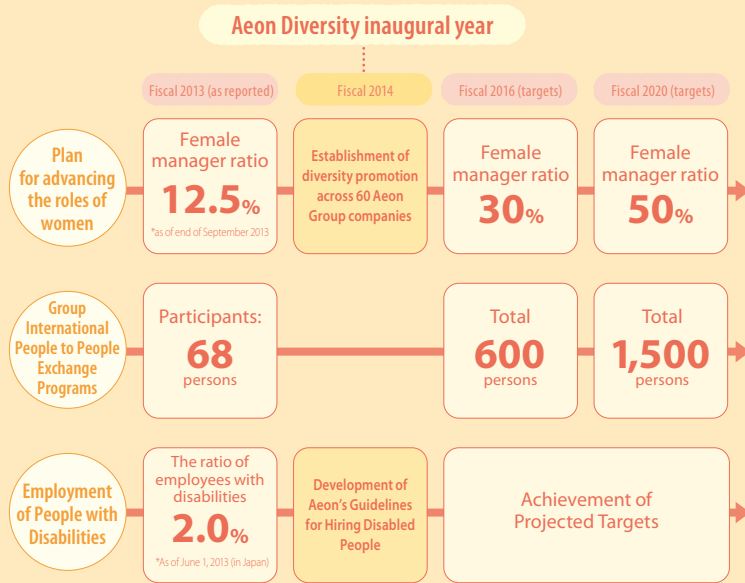 Aeon Diversity inaugural year
Fiscal 2013 (as reported)
Fiscal 2014
Fiscal 2016 (targets)
Fiscal 2020 (targets)
Plan
for advancing
the roles of
women
Female
manager ratio
12.5%
*as of end of September 2013
Establishment of
diversity promotion
across 60 Aeon
Group companies
Female
manager ratio
30%
Female
manager ratio
50%
Group
International
People to People
Exchange
Programs
Participants:
68
persons
Total
600
persons
Total
1,500
persons
Employment
of People with
Disabilities
The ratio of
employees with
disabilities
2.0%
*As of June 1, 2013 (in Japan)
Development of
Aeon's Guidelines
for Hiring Disabled
People
Achievement of
Projected Targets